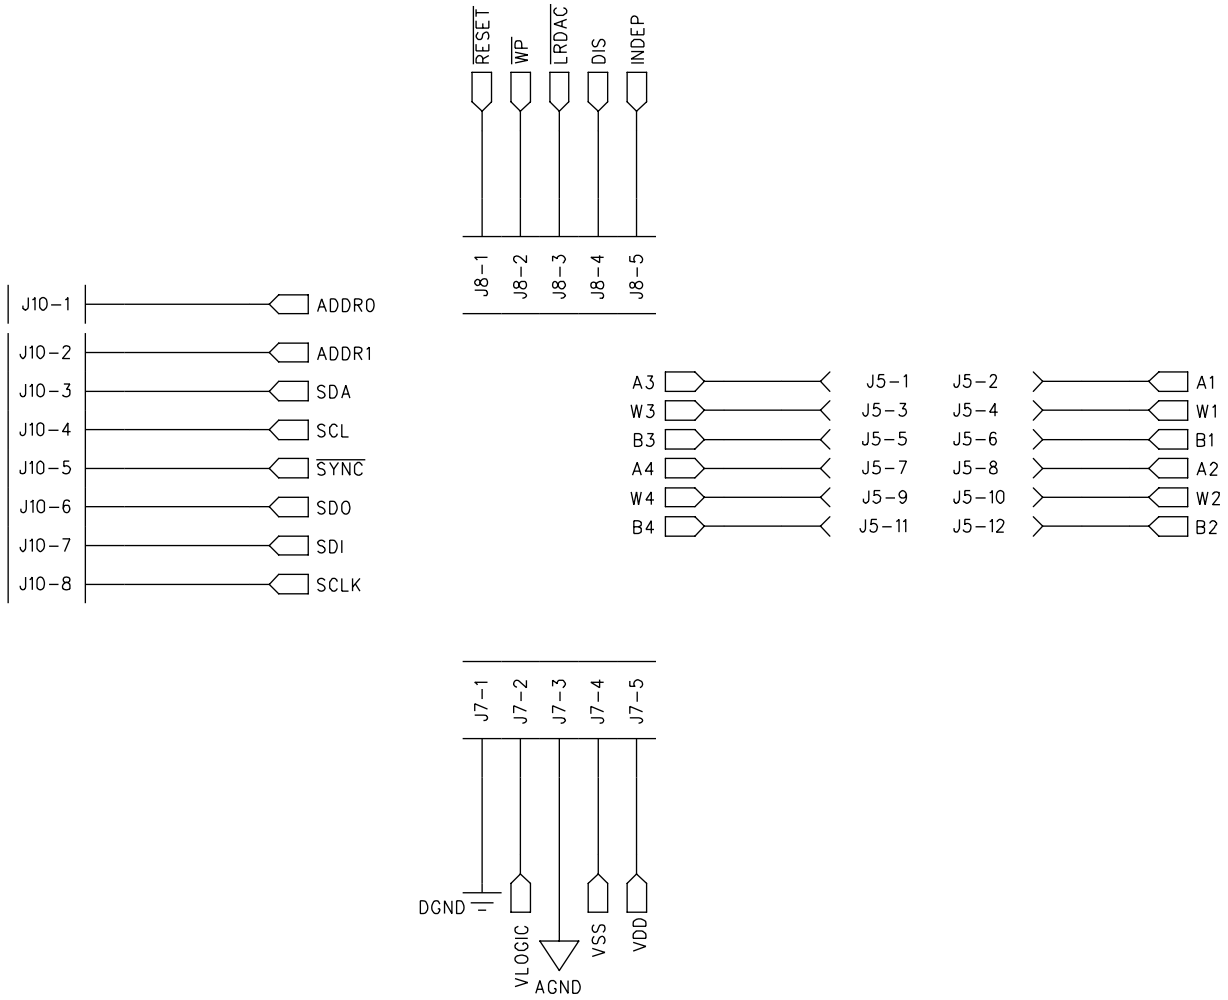 RESET
WP
LRDAC
DIS
INDEP
J8-1
J8-2
J8-3
J8-4
J8-5
J10-1 ADDR0
J10-2 ADDR1
J10-3 SDA
J10-4 SCL
J10-5 SYNC
J10-6 SDO
J10-7 SDI
J10-8 SCLK
A3 J5-1 J5-2 A1
W3 J5-3 J5-4 W1
B3 J5-5 J5-6 B1
A4 J5-7 J5-8 A2
W4 J5-9 J5-10 W2
B4 J5-11 J5-12 B2
J7-1
J7-2
J7-3
J7-4
J7-5
DGND
VLOGIC
AGND
VSS
VDD